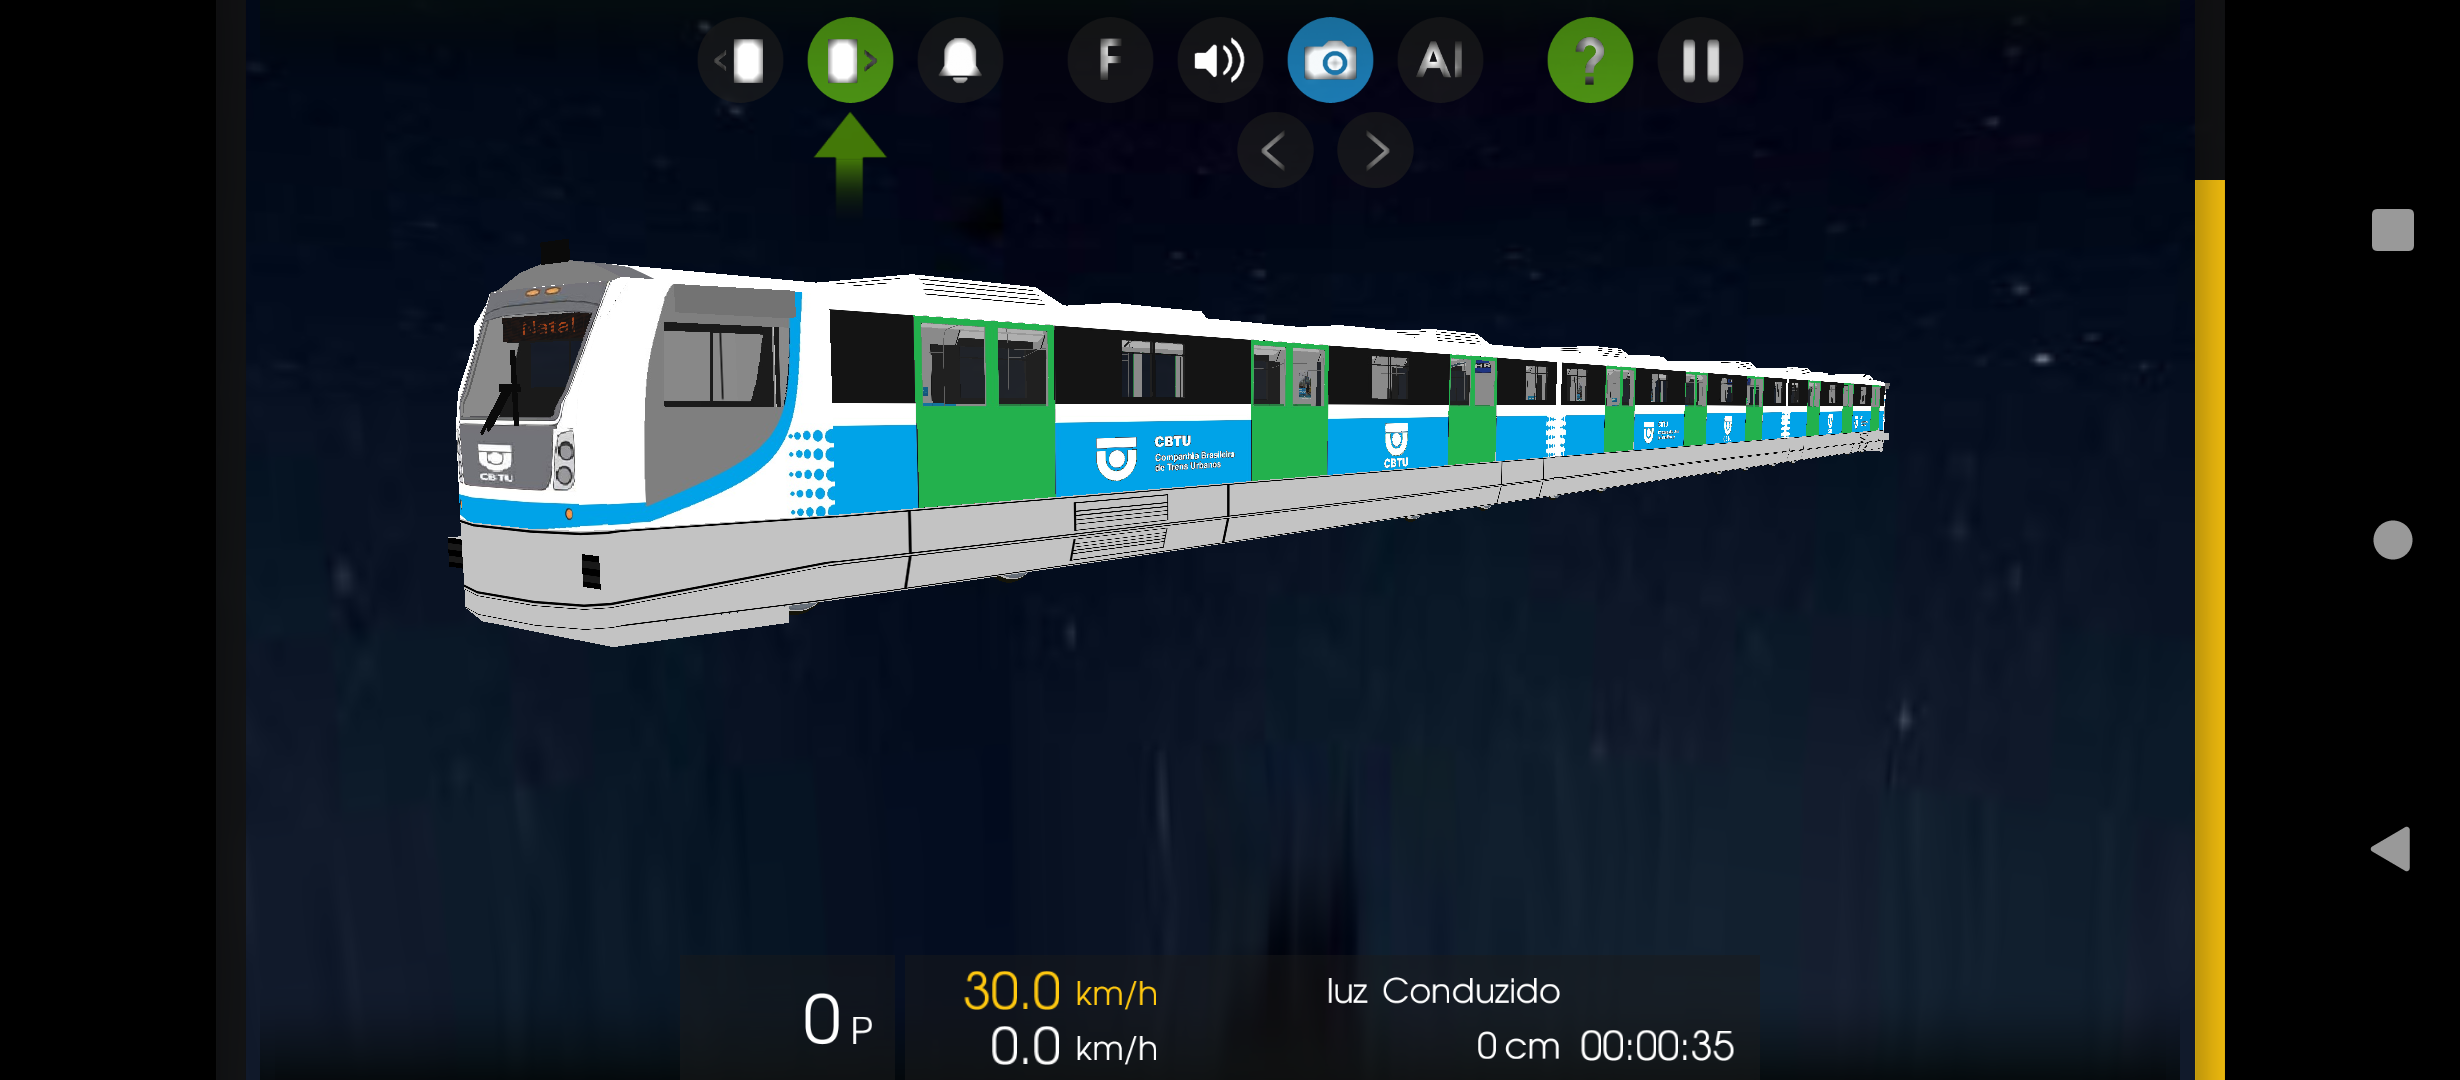 F
AI
?
Natal
CBTU
CBTU
Companhia Brasileira
de Trens Urbanos
CBTU
0 P
30.0 km/h
0.0 km/h
luz Conduzido
0 cm 00:00:35